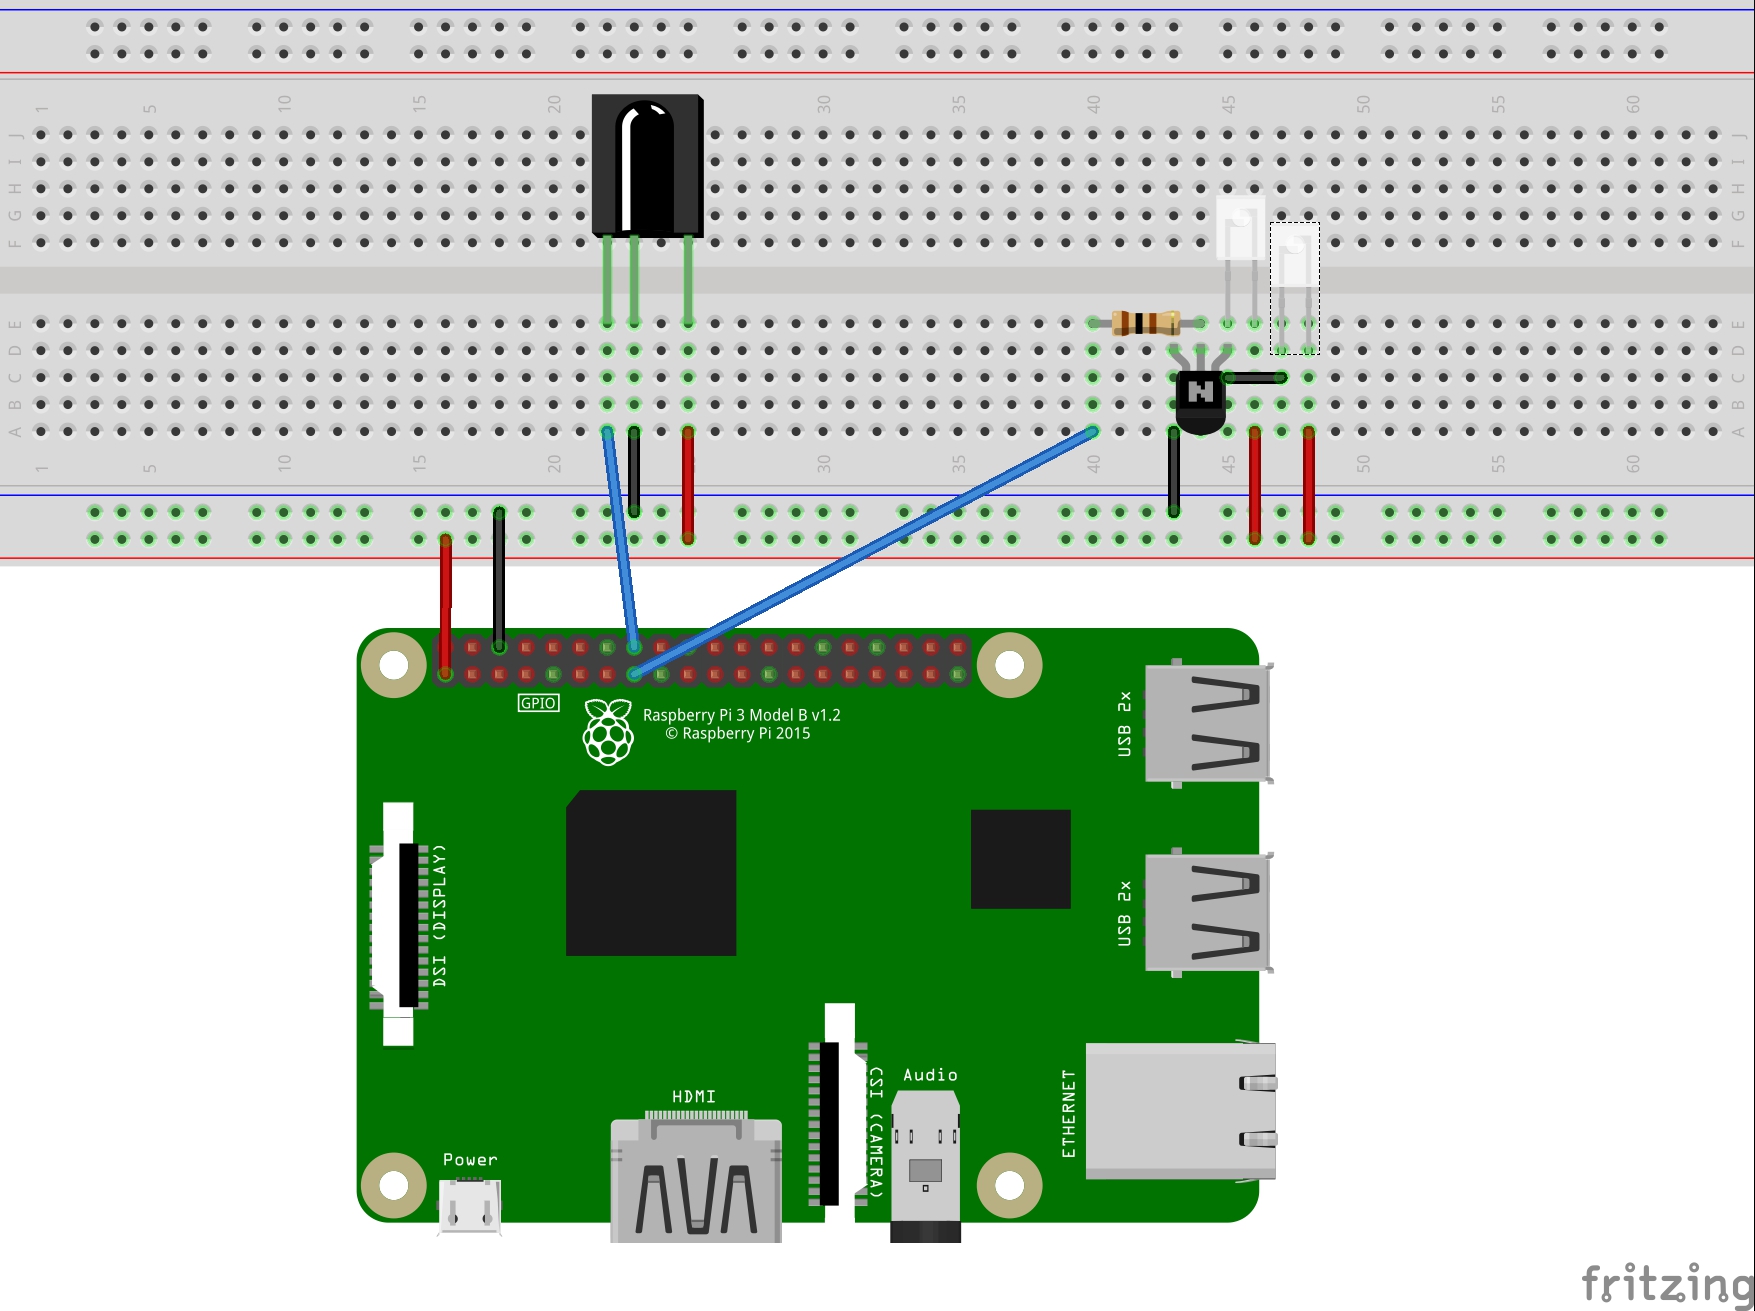 1 5 10 15 20 30 35 40 45 50 55 60
J J
I I
H H
G G
F F
E E
D D
C C
B B
A A
N
1 5 10 15 20 30 35 40 45 50 55 60
GPIO
Raspberry Pi 3 Model B v1.2
© Raspberry Pi 2015
USB 2x
USB 2x
DSI (DISPLAY)
CSI (CAMERA)
Audio
ETHERNET
HDMI
Power
fritzing